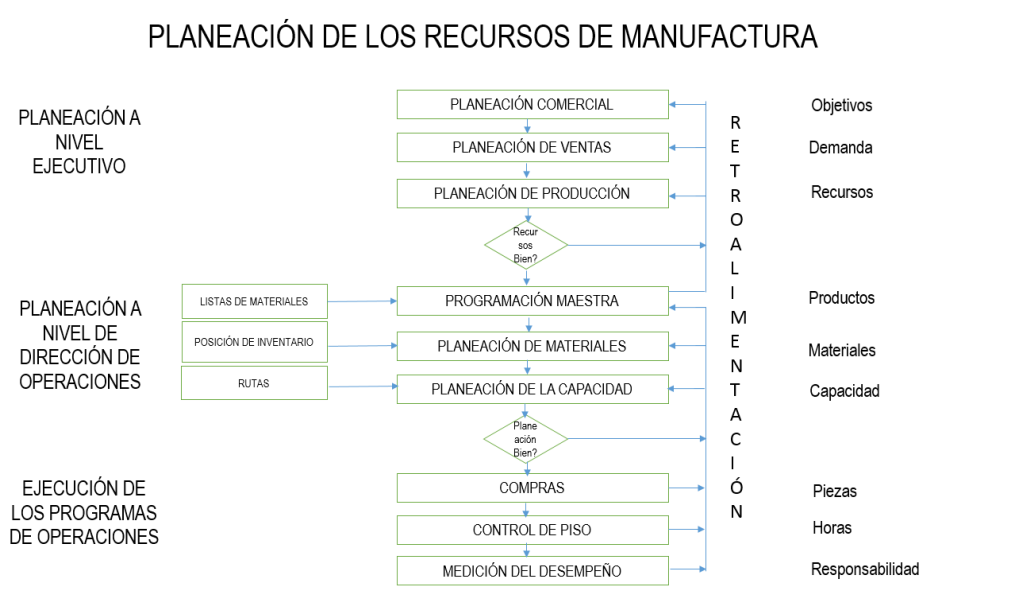 PLANEACIÓN DE LOS RECURSOS DE MANUFACTURA
PLANEACIÓN A
NIVEL
EJECUTIVO
PLANEACIÓN COMERCIAL
Objetivos
PLANEACIÓN DE VENTAS
Demanda
PLANEACIÓN DE PRODUCCIÓN
Recursos
Recur
sos
Bien?
PLANEACIÓN A
NIVEL DE
DIRECCIÓN DE
OPERACIONES
LISTAS DE MATERIALES
PROGRAMACIÓN MAESTRA
Productos
POSICIÓN DE INVENTARIO
PLANEACIÓN DE MATERIALES
Materiales
RUTAS
PLANEACIÓN DE LA CAPACIDAD
Capacidad
Plane
ación
Bien?
EJECUCIÓN DE
LOS PROGRAMAS
DE OPERACIONES
COMPRAS
Piezas
CONTROL DE PISO
Horas
MEDICIÓN DEL DESEMPEÑO
Responsabilidad
R
E
T
R
O
A
L
I
M
E
N
T
A
C
I
Ó
N